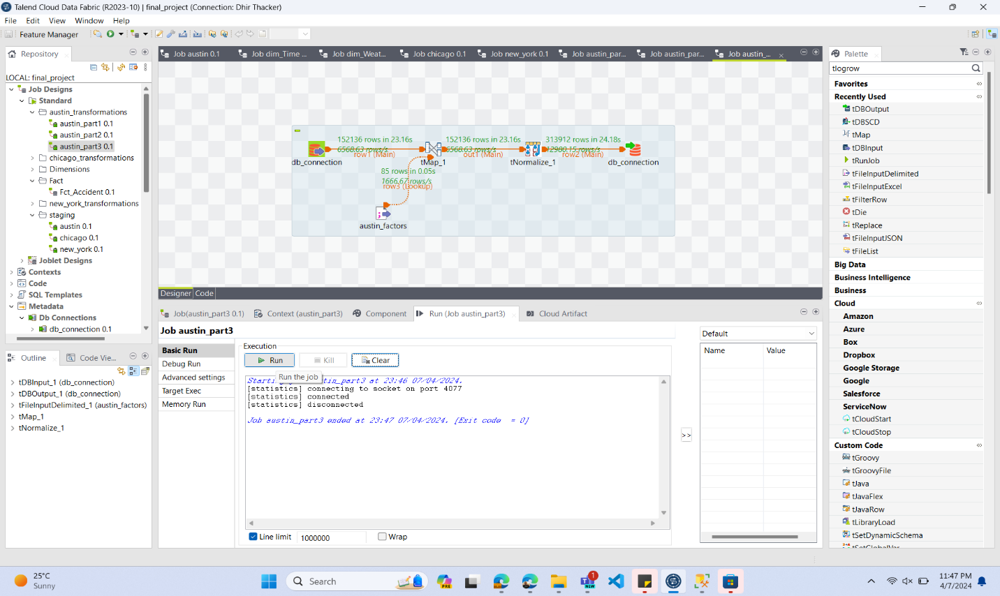 Talend Cloud Data Fabric (R2023-10) | final_project (Connection: Dhir Thacker)
File Edit View Window Help
Feature Manager
Repository
LOCAL: final_project
Job Designs
Standard
austin_transformations
austin_part1 0.1
austin_part2 0.1
austin_part3 0.1
chicago_transformations
Dimensions
Fact
Fct_Accident 0.1
new_york_transformations
staging
austin 0.1
chicago 0.1
new_york 0.1
Joblet Designs
Contexts
Code
SQL Templates
Metadata
Db Connections
db_connection 0.1
Outline
Code Vie...
tDBInput_1 (db_connection)
tDBOutput_1 (db_connection)
tFileInputDelimited_1 (austin_factors)
tMap_1
tNormalize_1
Job austin 0.1
Job dim_Time ...
Job dim_Weat...
Job chicago 0.1
Job new_york 0.1
Job austin_par...
Job austin_par...
Job austin_...
152136 rows in 23.16s
6568.63 rows/s
row1 (Main)
152136 rows in 23.16s
6568.63 rows/s
out1 (Main)
313912 rows in 24.18s
12980.15 rows/s
row2 (Main)
db_connection
tMap_1
tNormalize_1
db_connection
85 rows in 0.05s
1666.67 rows/s
row3 (Lookup)
austin_factors
Designer
Code
Job(austin_part3 0.1)
Context (austin_part3)
Component
Run (Job austin_part3)
Cloud Artifact
Job austin_part3
Basic Run
Debug Run
Advanced settings
Target Exec
Memory Run
Execution
Run
Kill
Clear
Run the job
_part3 at 23:46 07/04/2024.
[statistics] connecting to socket on port 4077
[statistics] connected
[statistics] disconnected
Job austin_part3 ended at 23:47 07/04/2024. [Exit code = 0]
Line limit
1000000
Wrap
>>
Default
Name
Value
Palette
tlogrow
Favorites
Recently Used
tDBOutput
tDBSCD
tMap
tDBInput
tRunJob
tFileInputDelimited
tFileInputExcel
tFilterRow
tDie
tReplace
tFileInputJSON
tFileList
Big Data
Business Intelligence
Business
Cloud
Amazon
Azure
Box
Dropbox
Google Storage
Google
Salesforce
ServiceNow
tCloudStart
tCloudStop
Custom Code
tGroovy
tGroovyFile
tJava
tJavaFlex
tJavaRow
tLibraryLoad
tSetDynamicSchema
tSetGlobalVar
25°C
Sunny
Search
PRE
1
NEW
11:47 PM
4/7/2024